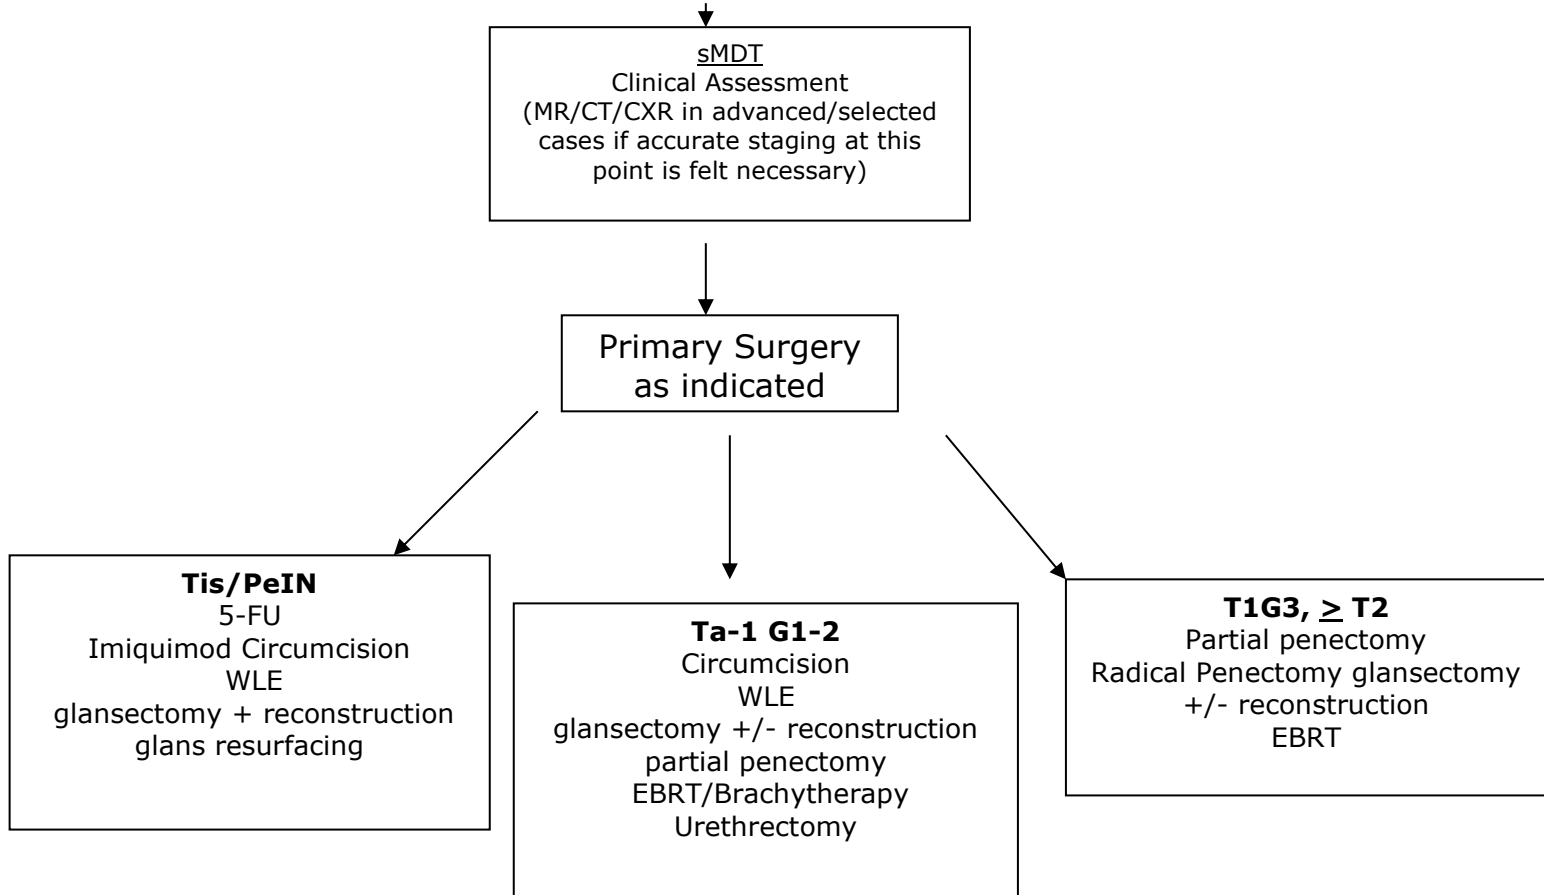 sMDT
Clinical Assessment
(MR/CT/CXR in advanced/selected
cases if accurate staging at this
point is felt necessary)
Primary Surgery
as indicated
Tis/PeIN
5-FU
Imiquimod Circumcision
WLE
glansectomy + reconstruction
glans resurfacing
Ta-1 G1-2
Circumcision
WLE
glansectomy +/- reconstruction
partial penectomy
EBRT/Brachytherapy
Urethrectomy
T1G3, ≥ T2
Partial penectomy
Radical Penectomy glansectomy
+/- reconstruction
EBRT